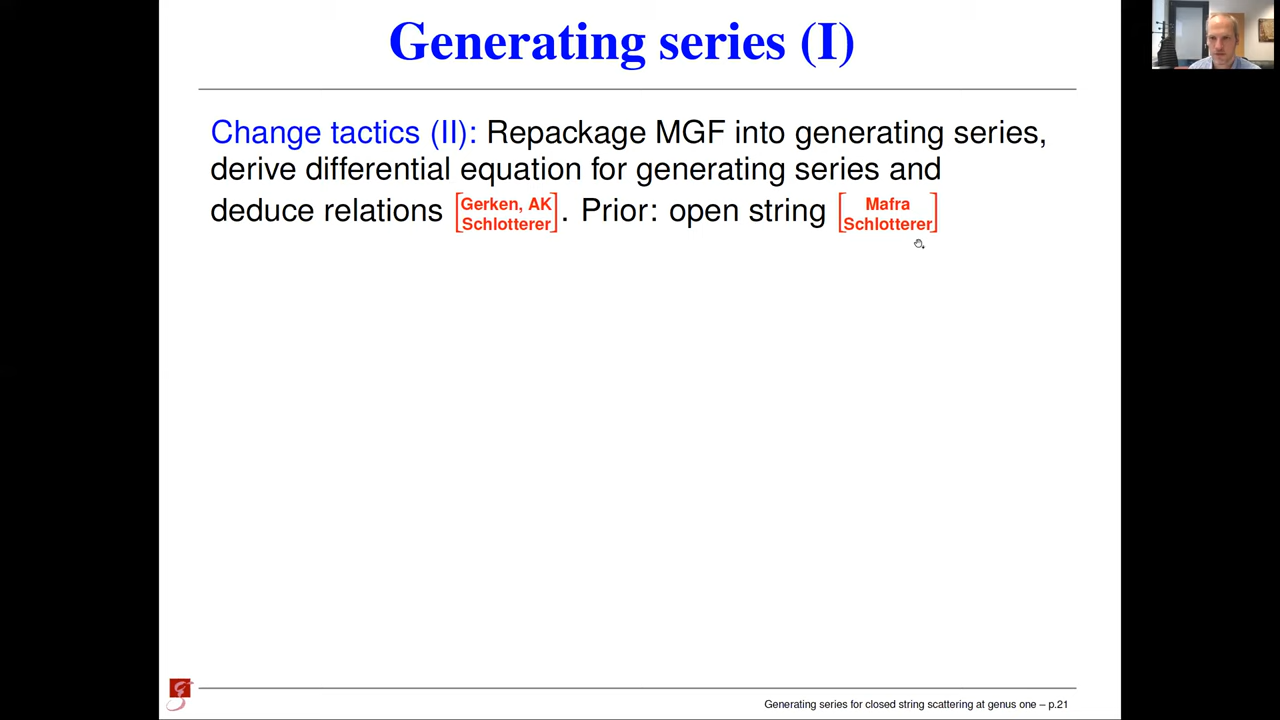 Generating series (I)
Change tactics (II): Repackage MGF into generating series,
derive differential equation for generating series and
deduce relations [Gerken, AK Schlotterer]. Prior: open string [Mafra Schlotterer]
Generating series for closed string scattering at genus one – p.21